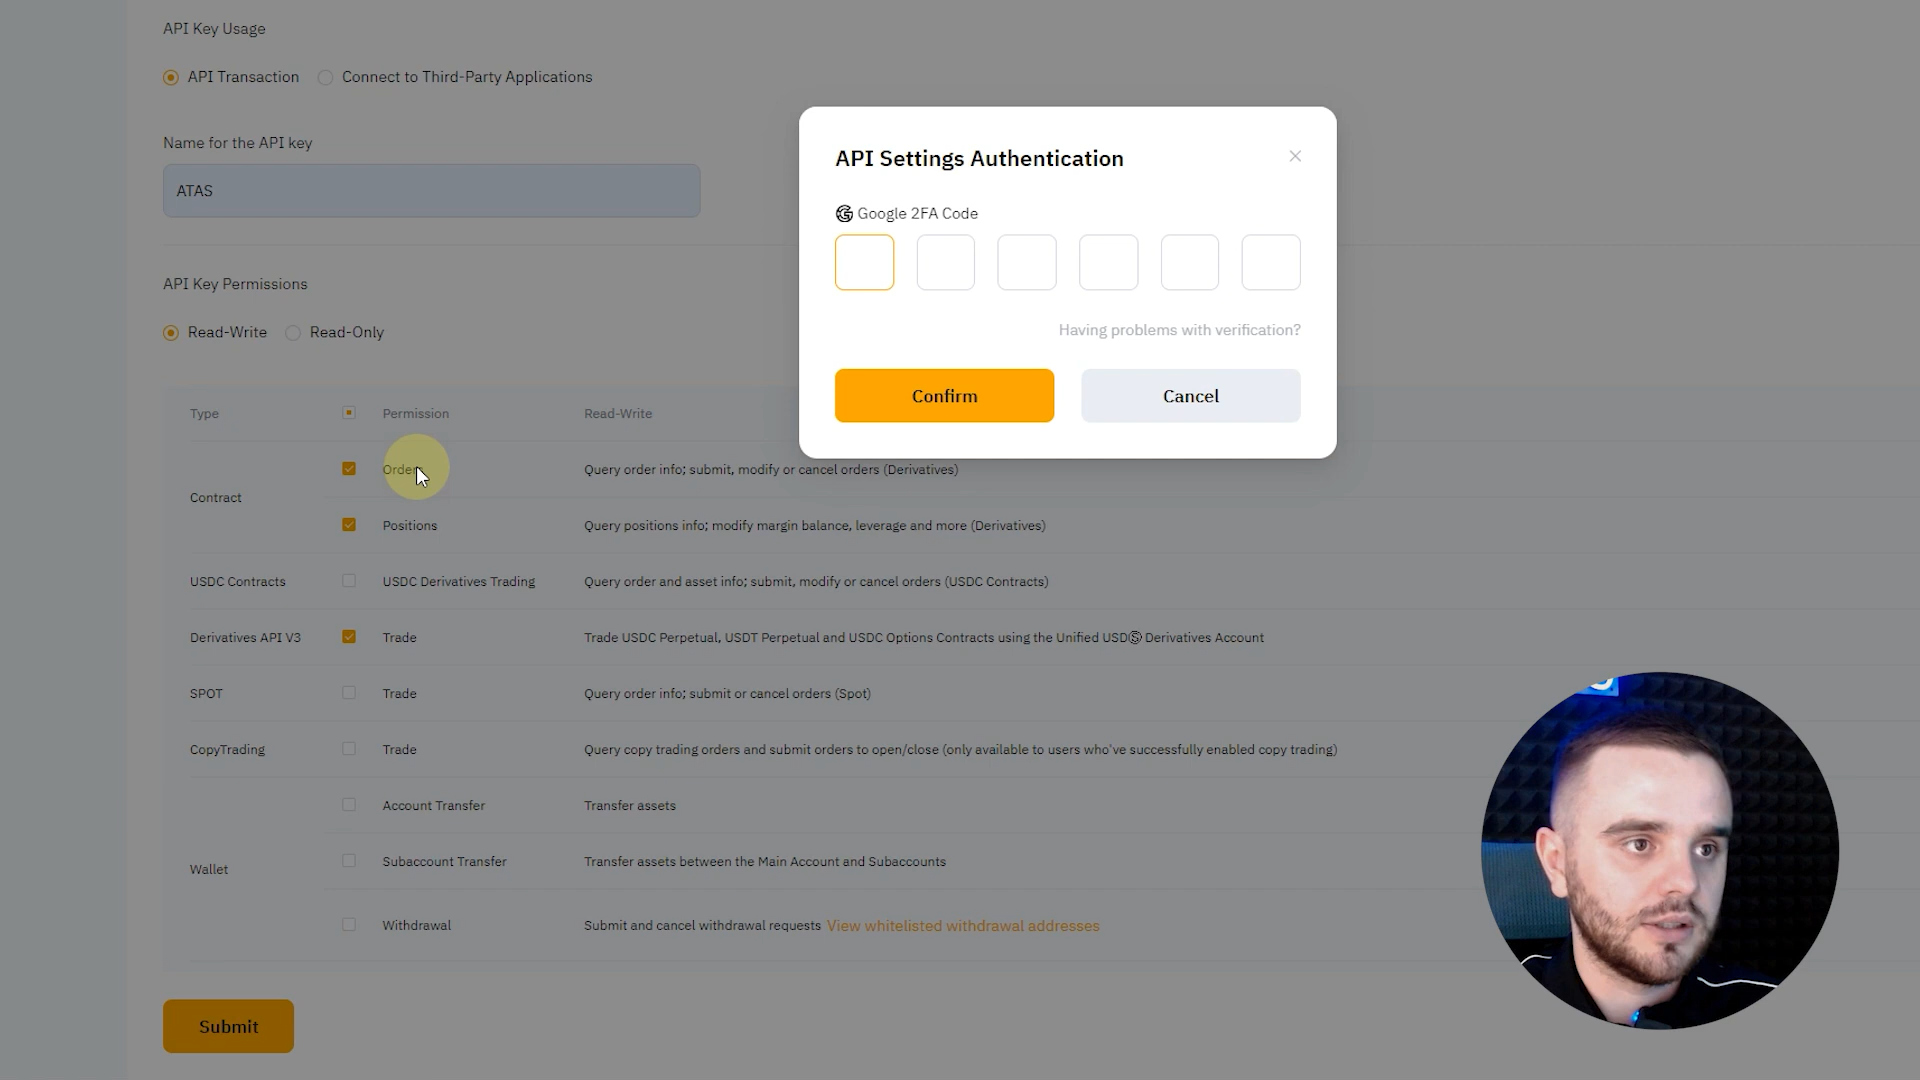 API Key Usage
API Transaction
Connect to Third-Party Applications
Name for the API key
ATAS
API Key Permissions
Read-Write
Read-Only
API Settings Authentication
Google 2FA Code
Having problems with verification?
Confirm
Cancel
Type
Permission
Read-Write
Contract
Orders
Query order info; submit, modify or cancel orders (Derivatives)
Positions
Query positions info; modify margin balance, leverage and more (Derivatives)
USDC Contracts
USDC Derivatives Trading
Query order and asset info; submit, modify or cancel orders (USDC Contracts)
Derivatives API V3
Trade
Trade USDC Perpetual, USDT Perpetual and USDC Options Contracts using the Unified USDⓈ Derivatives Account
SPOT
Trade
Query order info; submit or cancel orders (Spot)
CopyTrading
Trade
Query copy trading orders and submit orders to open/close (only available to users who've successfully enabled copy trading)
Wallet
Account Transfer
Transfer assets
Subaccount Transfer
Transfer assets between the Main Account and Subaccounts
Withdrawal
Submit and cancel withdrawal requests View whitelisted withdrawal addresses
Submit